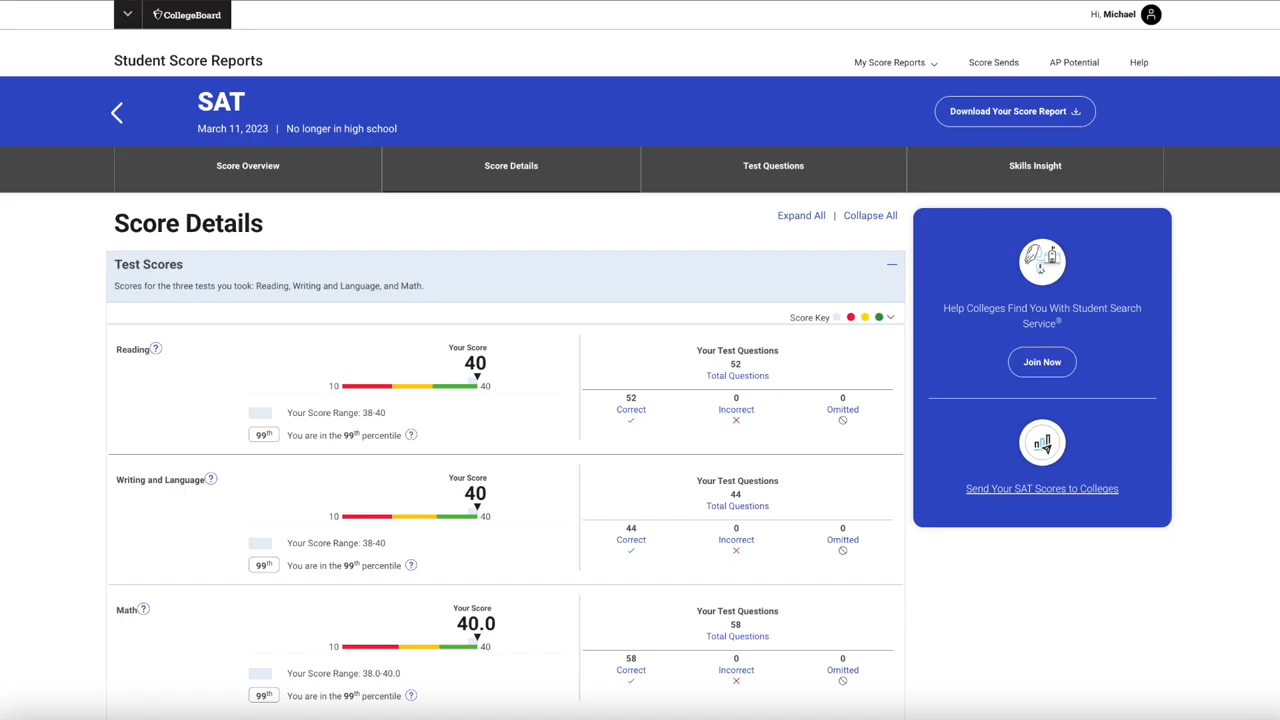 CollegeBoard
Hi, Michael
Student Score Reports
My Score Reports
Score Sends
AP Potential
Help
SAT
March 11, 2023 | No longer in high school
Download Your Score Report
Score Overview
Score Details
Test Questions
Skills Insight
Score Details
Expand All | Collapse All
Test Scores
Scores for the three tests you took: Reading, Writing and Language, and Math.
Score Key
Reading ?
Your Score
40
10
40
Your Score Range: 38-40
99th You are in the 99th percentile ?
Your Test Questions
52
Total Questions
52
Correct
0
Incorrect
0
Omitted
Writing and Language ?
Your Score
40
10
40
Your Score Range: 38-40
99th You are in the 99th percentile ?
Your Test Questions
44
Total Questions
44
Correct
0
Incorrect
0
Omitted
Math ?
Your Score
40.0
10
40
Your Score Range: 38.0-40.0
99th You are in the 99th percentile ?
Your Test Questions
58
Total Questions
58
Correct
0
Incorrect
0
Omitted
Help Colleges Find You With Student Search
Service®
Join Now
Send Your SAT Scores to Colleges